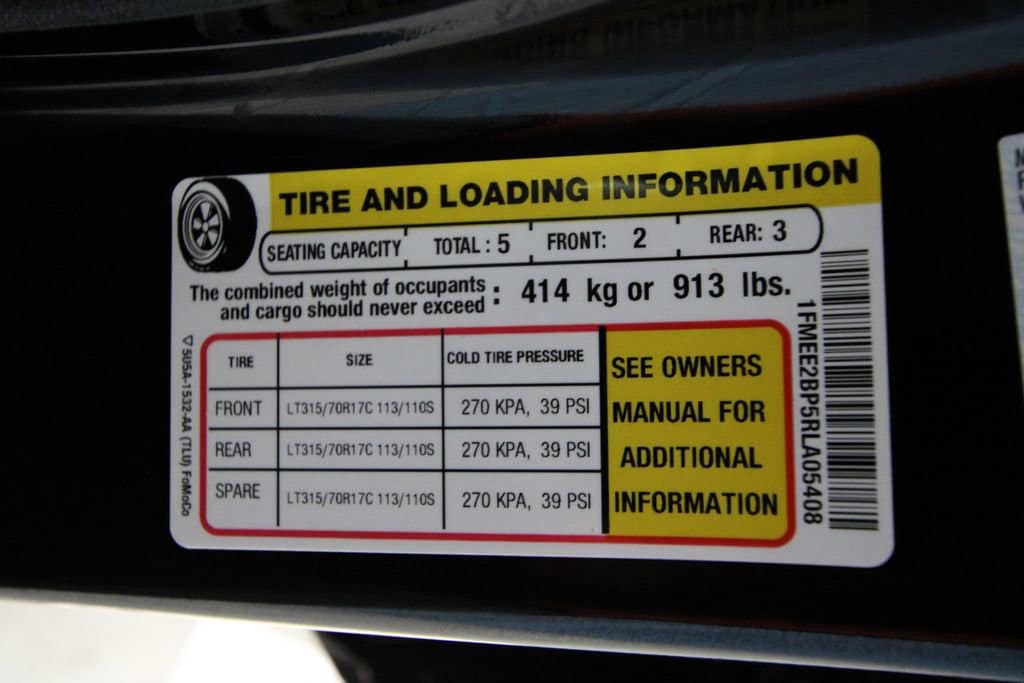 TIRE AND LOADING INFORMATION
SEATING CAPACITY TOTAL : 5 FRONT: 2 REAR: 3
The combined weight of occupants
and cargo should never exceed : 414 kg or 913 lbs.
TIRE SIZE COLD TIRE PRESSURE
FRONT LT315/70R17C 113/110S 270 KPA, 39 PSI
REAR LT315/70R17C 113/110S 270 KPA, 39 PSI
SPARE LT315/70R17C 113/110S 270 KPA, 39 PSI
SEE OWNERS
MANUAL FOR
ADDITIONAL
INFORMATION
1FMEE2BP5RLA05408
▽ 5U5A-1532-AA (TLU) FoMoCo